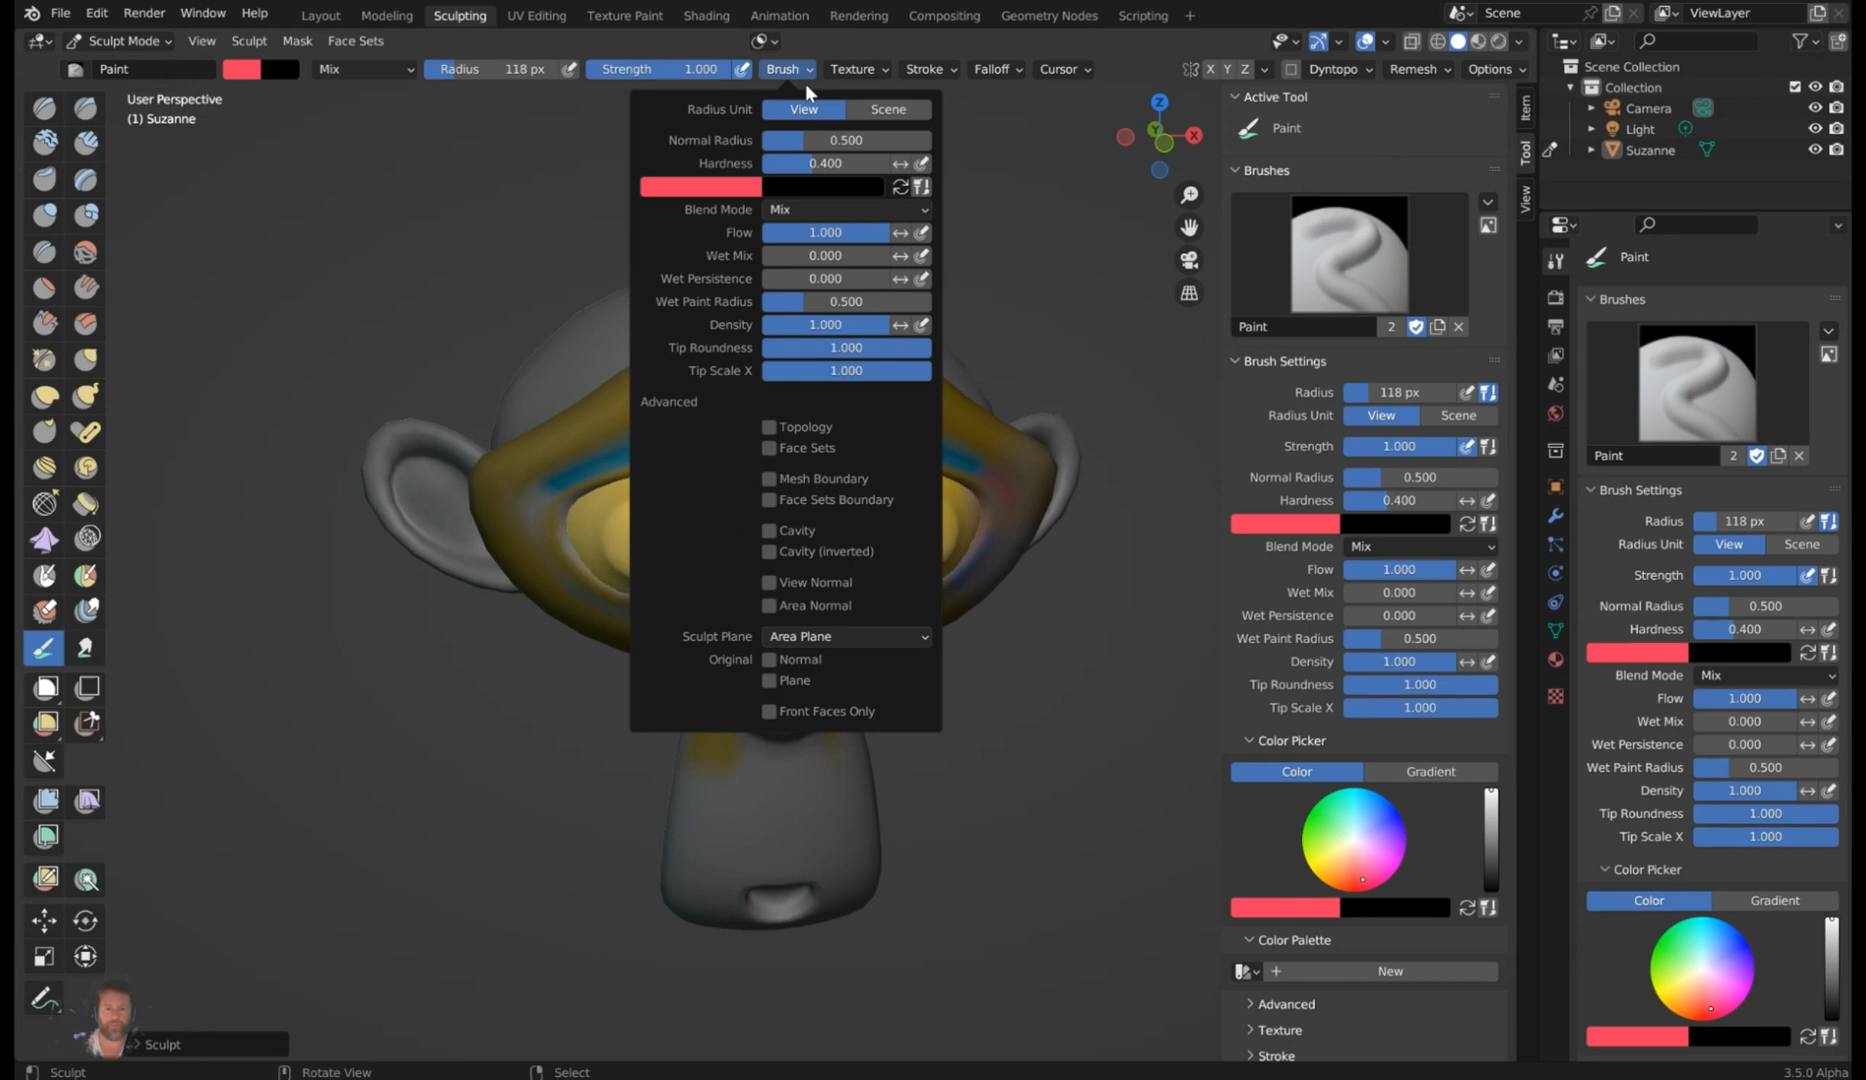 File Edit Render Window Help Layout Modeling Sculpting UV Editing Texture Paint Shading Animation Rendering Compositing Geometry Nodes Scripting + Scene ViewLayer
Sculpt Mode View Sculpt Mask Face Sets
Paint Mix Radius 118 px Strength 1.000 Brush Texture Stroke Falloff Cursor X Y Z Dyntopo Remesh Options
User Perspective
(1) Suzanne
Radius Unit View Scene
Normal Radius 0.500
Hardness 0.400
Blend Mode Mix
Flow 1.000
Wet Mix 0.000
Wet Persistence 0.000
Wet Paint Radius 0.500
Density 1.000
Tip Roundness 1.000
Tip Scale X 1.000
Advanced
Topology
Face Sets
Mesh Boundary
Face Sets Boundary
Cavity
Cavity (inverted)
View Normal
Area Normal
Sculpt Plane Area Plane
Original Normal
Plane
Front Faces Only
Z
Y
X
Active Tool
Paint
Brushes
Paint 2
Brush Settings
Radius 118 px
Radius Unit View Scene
Strength 1.000
Normal Radius 0.500
Hardness 0.400
Blend Mode Mix
Flow 1.000
Wet Mix 0.000
Wet Persistence 0.000
Wet Paint Radius 0.500
Density 1.000
Tip Roundness 1.000
Tip Scale X 1.000
Color Picker
Color Gradient
Color Palette
+ New
Advanced
Texture
Stroke
Item
Tool
View
Scene Collection
Collection
Camera
Light
Suzanne
Paint
Brushes
Paint 2
Brush Settings
Radius 118 px
Radius Unit View Scene
Strength 1.000
Normal Radius 0.500
Hardness 0.400
Blend Mode Mix
Flow 1.000
Wet Mix 0.000
Wet Persistence 0.000
Wet Paint Radius 0.500
Density 1.000
Tip Roundness 1.000
Tip Scale X 1.000
Color Picker
Color Gradient
Sculpt
Sculpt Rotate View Select 3.5.0 Alpha